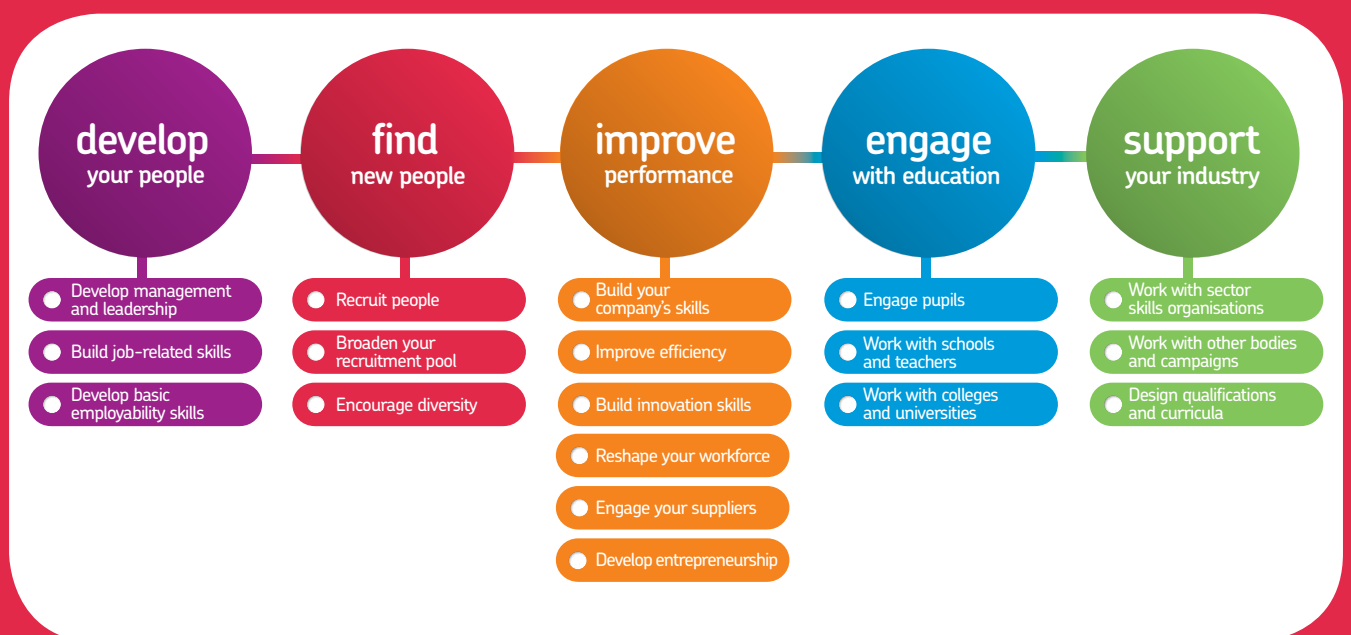 develop
your people
Develop management
and leadership
Build job-related skills
Develop basic
employability skills
find
new people
Recruit people
Broaden your
recruitment pool
Encourage diversity
improve
performance
Build your
company's skills
Improve efficiency
Build innovation skills
Reshape your workforce
Engage your suppliers
Develop entrepreneurship
engage
with education
Engage pupils
Work with schools
and teachers
Work with colleges
and universities
support
your industry
Work with sector
skills organisations
Work with other bodies
and campaigns
Design qualifications
and curricula